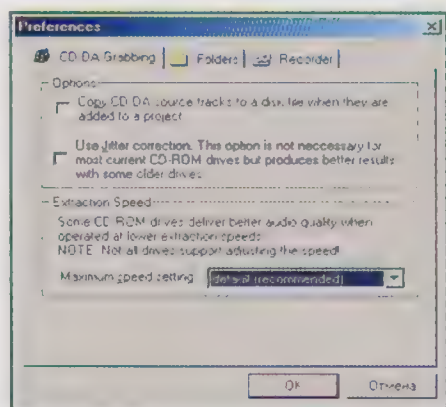 Preferences
CD-DA Grabbing Folders Recorder
Options
Copy CD-DA source tracks to a disk file when they are
added to a project
Use Jitter correction. This option is not neccessary for
most current CD-ROM drives but produces better results
with some older drives
Extraction Speed
Some CD-ROM drives deliver better audio quality when
operated at lower extraction speeds
NOTE: Not all drives support adjusting the speed!
Maximum speed setting default (recommended)
OK Отмена